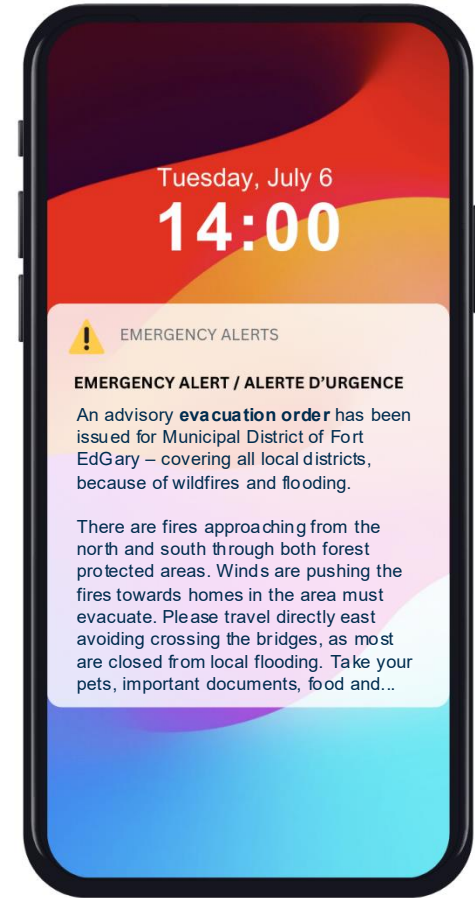 Tuesday, July 6
14:00
EMERGENCY ALERTS
EMERGENCY ALERT / ALERTE D'URGENCE
An advisory evacuation order has been
issued for Municipal District of Fort
EdGary – covering all local districts,
because of wildfires and flooding.
There are fires approaching from the
north and south through both forest
protected areas. Winds are pushing the
fires towards homes in the area must
evacuate. Please travel directly east
avoiding crossing the bridges, as most
are closed from local flooding. Take your
pets, important documents, food and...